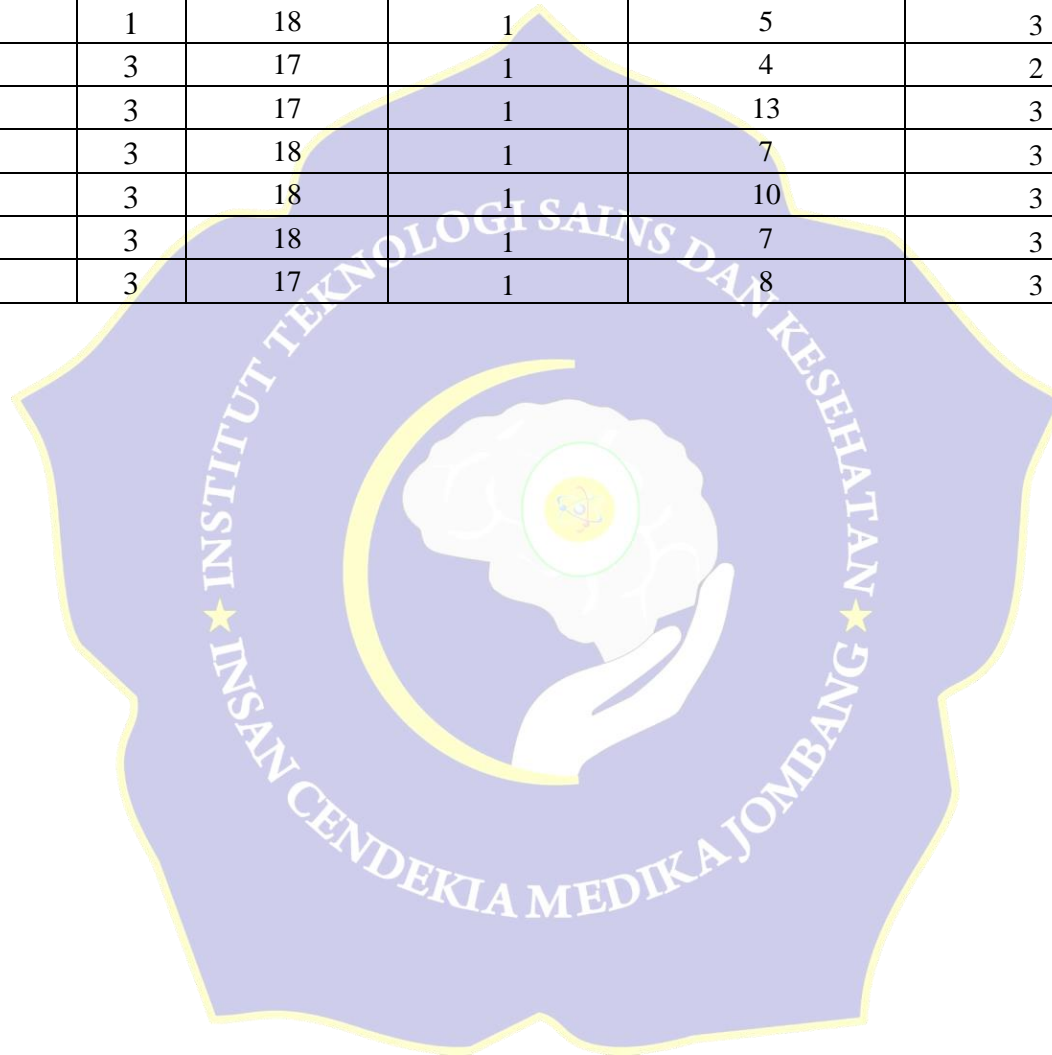 1 18 1 5 3
3 17 1 4 2
3 17 1 13 3
3 18 1 7 3
3 18 1 10 3
3 18 1 7 3
3 17 1 8 3
INSTITUT TEKNOLOGI SAINS DAN KESEHATAN
INSAN CENDEKIA MEDIKA JOMBANG